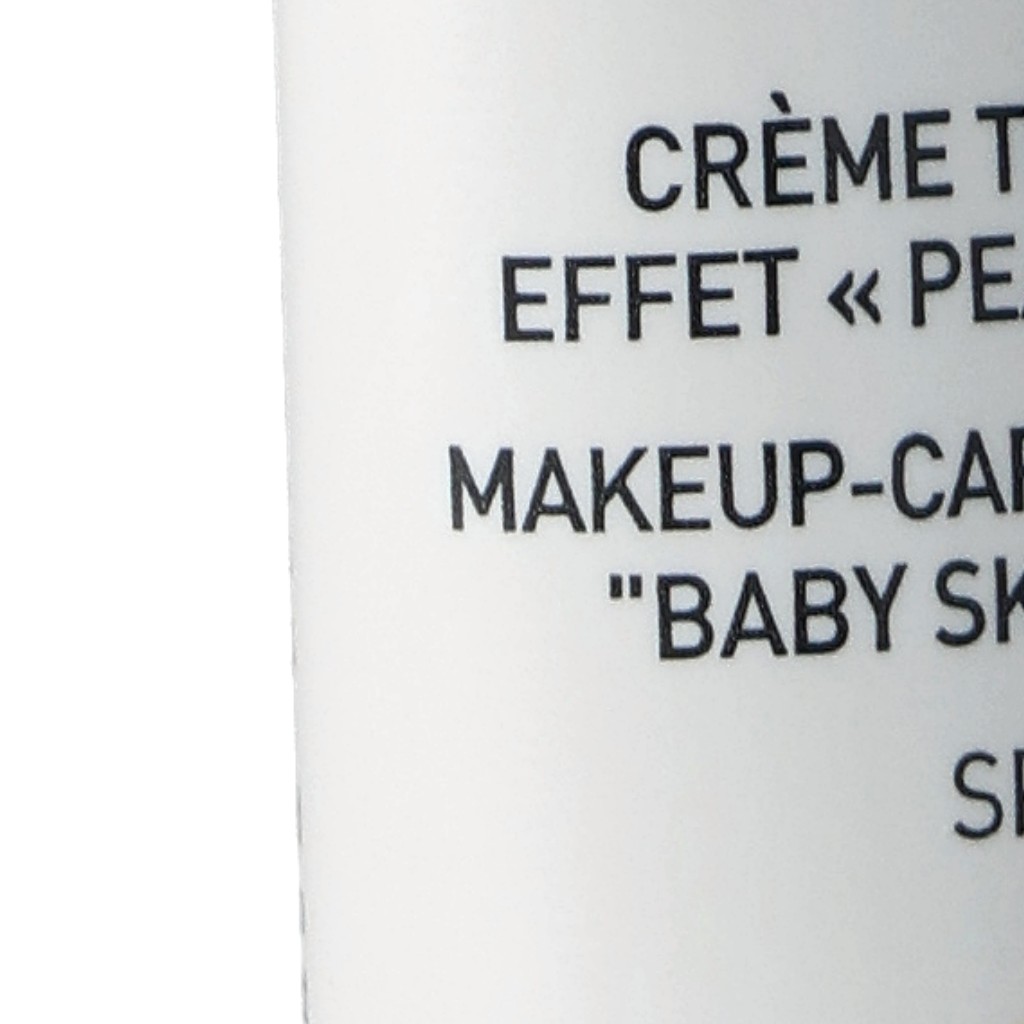 CRÈME T
EFFET « PE
MAKEUP-CA
"BABY SK
S